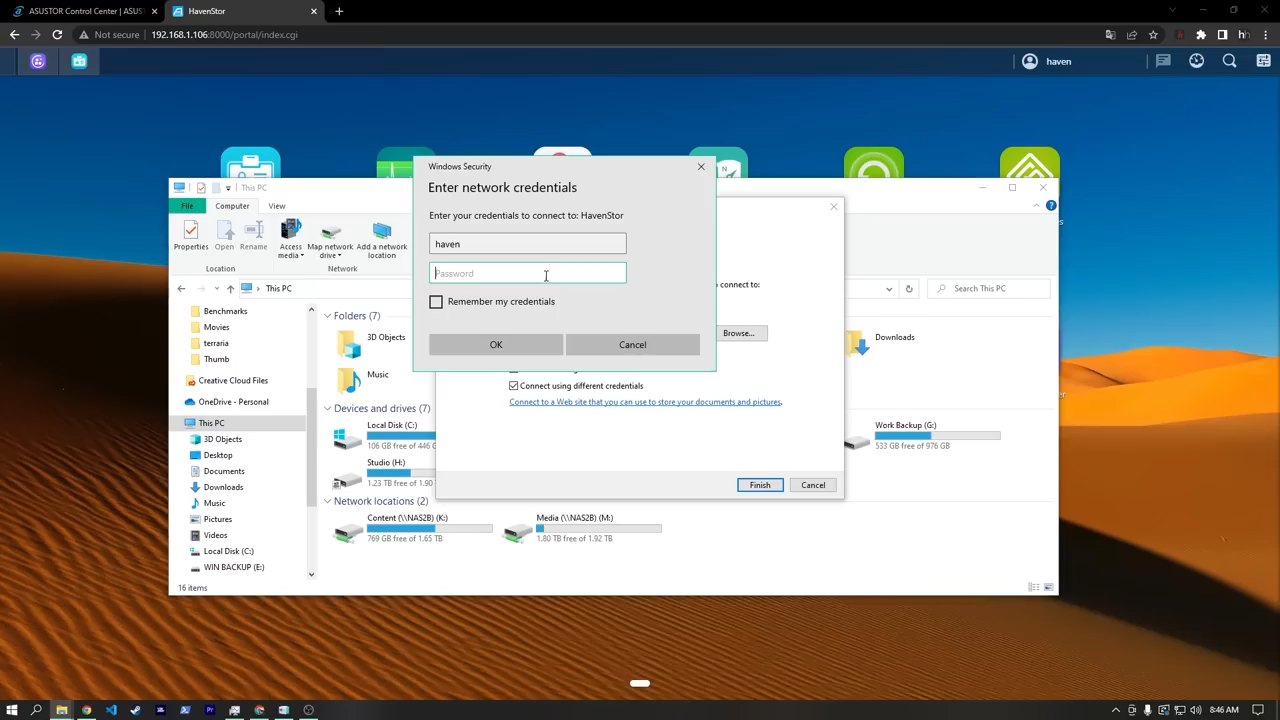 ASUSTOR Control Center | ASUS
HavenStor
Not secure
192.168.1.106:8000/portal/index.cgi
haven
This PC
File
Computer
View
Properties
Open
Rename
Access media
Map network drive
Add a network location
Location
Network
This PC
Search This PC
Benchmarks
Movies
terraria
Thumb
Creative Cloud Files
OneDrive - Personal
This PC
3D Objects
Desktop
Documents
Downloads
Music
Pictures
Videos
Local Disk (C:)
WIN BACKUP (E:)
16 items
Folders (7)
3D Objects
Music
Downloads
Devices and drives (7)
Local Disk (C:)
106 GB free of 446 G
Studio (H:)
1.23 TB free of 1.90
Work Backup (G:)
533 GB free of 976 GB
Network locations (2)
Content (\\NAS2B) (K:)
769 GB free of 1.65 TB
Media (\\NAS2B) (M:)
1.80 TB free of 1.92 TB
connect to:
Browse...
Connect using different credentials
Connect to a Web site that you can use to store your documents and pictures.
Finish
Cancel
Windows Security
Enter network credentials
Enter your credentials to connect to: HavenStor
haven
Password
Remember my credentials
OK
Cancel
8:46 AM